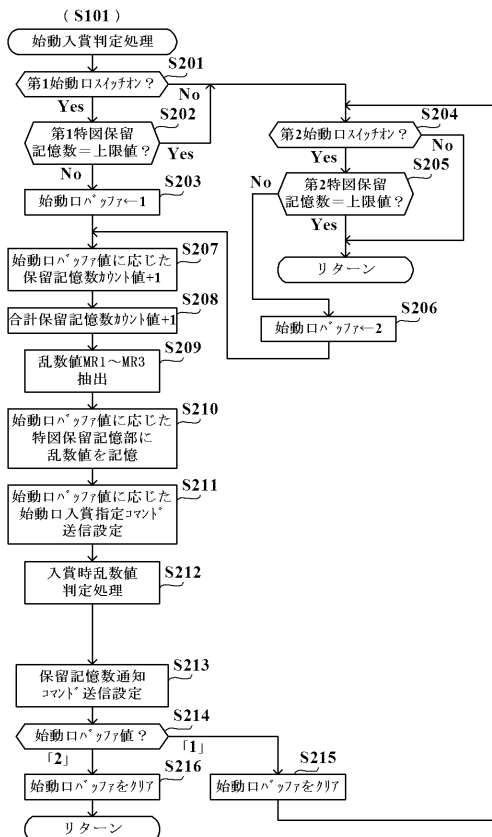 ( S101 )
始動入賞判定処理
S201
第1始動口スイッチオン?
No
Yes
S202
第1特図保留
記憶数=上限値?
Yes
No
S203
始動口バッファ←1
S204
第2始動口スイッチオン?
No
Yes
S205
No
第2特図保留
記憶数=上限値?
Yes
リターン
S206
始動口バッファ←2
S207
始動口バッファ値に応じた
保留記憶数カウント値+1
S208
合計保留記憶数カウント値+1
S209
乱数値MR1~MR3
抽出
S210
始動口バッファ値に応じた
特図保留記憶部に
乱数値を記憶
S211
始動口バッファ値に応じた
始動口入賞指定コマンド
送信設定
S212
入賞時乱数値
判定処理
S213
保留記憶数通知
コマンド送信設定
S214
始動口バッファ値?
「2」
「1」
S216
始動口バッファをクリア
S215
始動口バッファをクリア
リターン